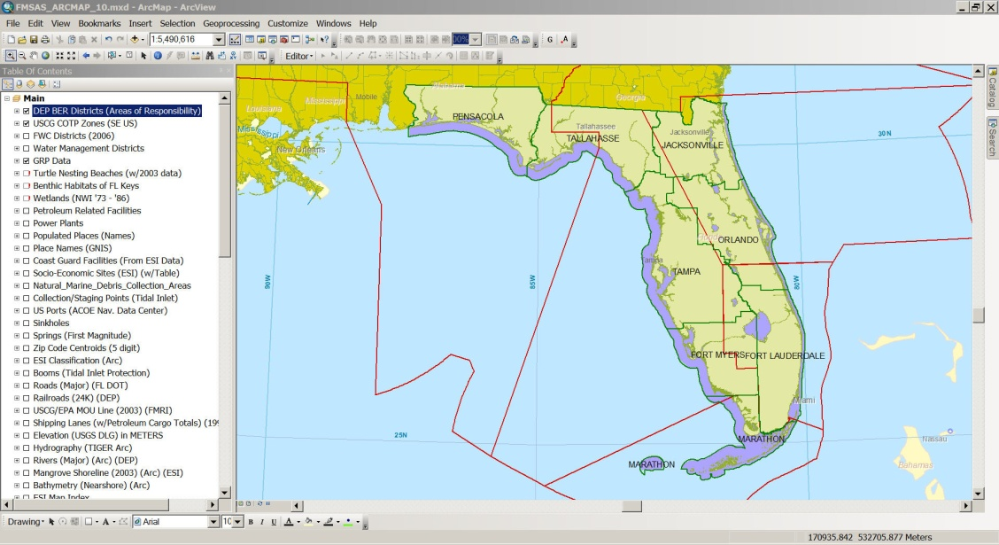 FMSAS_ARCMAP_10.mxd - ArcMap - ArcView
File Edit View Bookmarks Insert Selection Geoprocessing Customize Windows Help
1:5,490,616
Editor
Table Of Contents
Main
DEP BER Districts (Areas of Responsibility)
USCG COTP Zones (SE US)
FWC Districts (2006)
Water Management Districts
GRP Data
Turtle Nesting Beaches (w/2003 data)
Benthic Habitats of FL Keys
Wetlands (NWI '73 - '86)
Petroleum Related Facilities
Power Plants
Populated Places (Names)
Place Names (GNIS)
Coast Guard Facilities (From ESI Data)
Socio-Economic Sites (ESI) (w/Table)
Natural_Marine_Debris_Collection_Areas
Collection/Staging Points (Tidal Inlet)
US Ports (ACOE Nav. Data Center)
Sinkholes
Springs (First Magnitude)
Zip Code Centroids (5 digit)
ESI Classification (Arc)
Booms (Tidal Inlet Protection)
Roads (Major) (FL DOT)
Railroads (24K) (DEP)
USCG/EPA MOU Line (2003) (FMRI)
Shipping Lanes (w/Petroleum Cargo Totals) (199
Elevation (USGS DLG) in METERS
Hydrography (TIGER Arc)
Rivers (Major) (Arc) (DEP)
Mangrove Shoreline (2003) (Arc) (ESI)
Bathymetry (Nearshore) (Arc)
ESI Map Index
Alabama
Georgia
Mobile
Mississippi
Louisiana
Mississippi
New Orleans
PENSACOLA
Tallahassee
TALLAHASSE
Jacksonville
JACKSONVILLE
30N
Florida
ORLANDO
Tampa
TAMPA
90W
85W
80W
FORT MYERS
FORT LAUDERDALE
Miami
25N
MARATHON
MARATHON
Nassau
Bahamas
Catalog
Search
Drawing
A
Arial
10
B I U
A
170935.842 532705.877 Meters